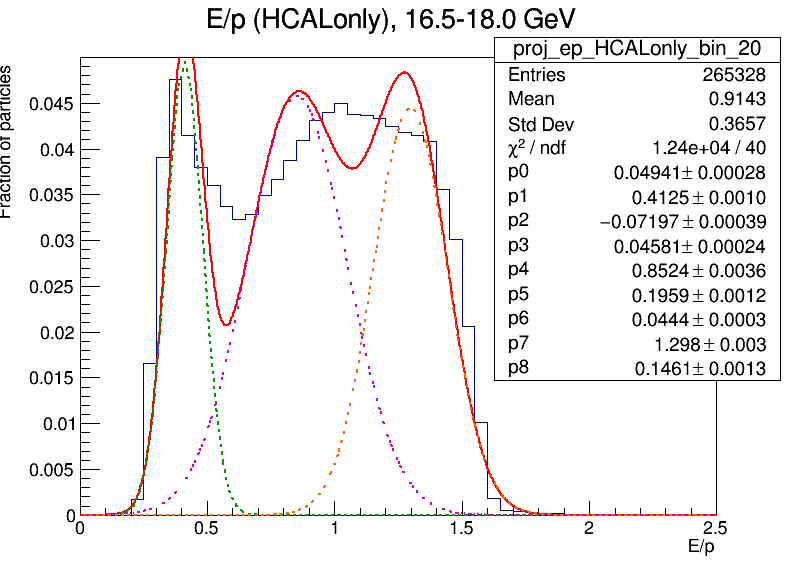 E/p (HCALonly), 16.5-18.0 GeV
proj_ep_HCALonly_bin_20
Entries 265328
Mean 0.9143
Std Dev 0.3657
χ² / ndf 1.24e+04 / 40
p0 0.04941± 0.00028
p1 0.4125± 0.0010
p2 −0.07197± 0.00039
p3 0.04581± 0.00024
p4 0.8524± 0.0036
p5 0.1959± 0.0012
p6 0.0444± 0.0003
p7 1.298± 0.003
p8 0.1461± 0.0013
Fraction of particles
0.045
0.04
0.035
0.03
0.025
0.02
0.015
0.01
0.005
0
0 0.5 1 1.5 2 2.5
E/p